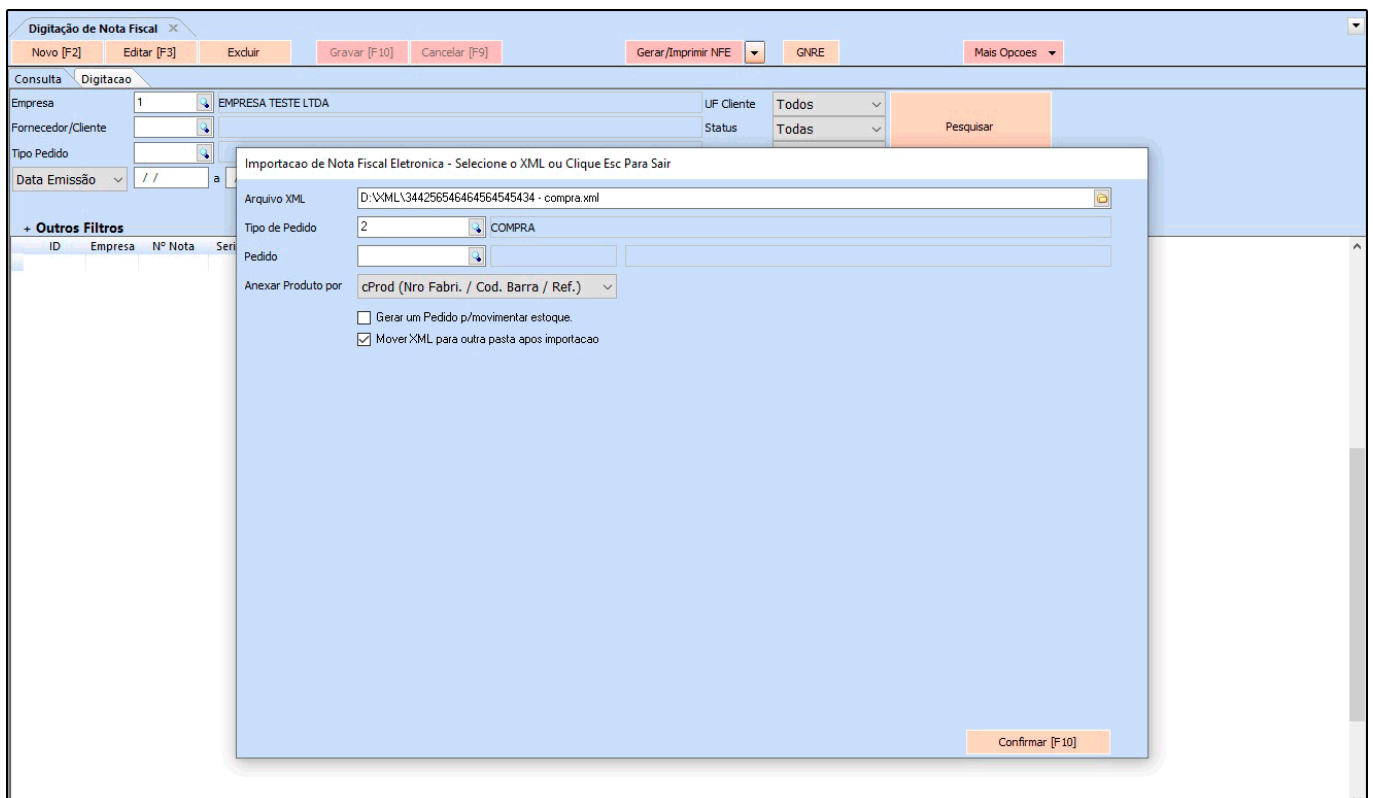 Digitação de Nota Fiscal
Novo [F2] Editar [F3] Excluir Gravar [F10] Cancelar [F9] Gerar/Imprimir NFE GNRE Mais Opcoes
Consulta Digitacao
Empresa 1 EMPRESA TESTE LTDA UF Cliente Todos
Fornecedor/Cliente Status Todas Pesquisar
Tipo Pedido
Data Emissão / / a
+ Outros Filtros
ID Empresa Nº Nota Seri
Importacao de Nota Fiscal Eletronica - Selecione o XML ou Clique Esc Para Sair
Arquivo XML D:\XML\344256546464564545434 - compra.xml
Tipo de Pedido 2 COMPRA
Pedido
Anexar Produto por cProd (Nro Fabri. / Cod. Barra / Ref.)
Gerar um Pedido p/movimentar estoque.
Mover XML para outra pasta apos importacao
Confirmar [F10]